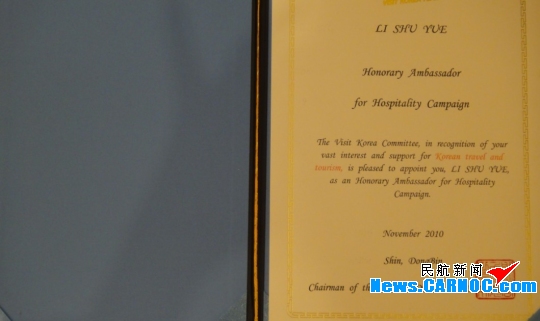 LI SHU YUE
Honorary Ambassador
for Hospitality Campaign
The Visit Korea Committee, in recognition of your
vast interest and support for Korean travel and
tourism, is pleased to appoint you, LI SHU YUE,
as an Honorary Ambassador for Hospitality
Campaign.
November 2010
Shin, DongBin
Chairman of the
民航新闻
News.CARNOC.com